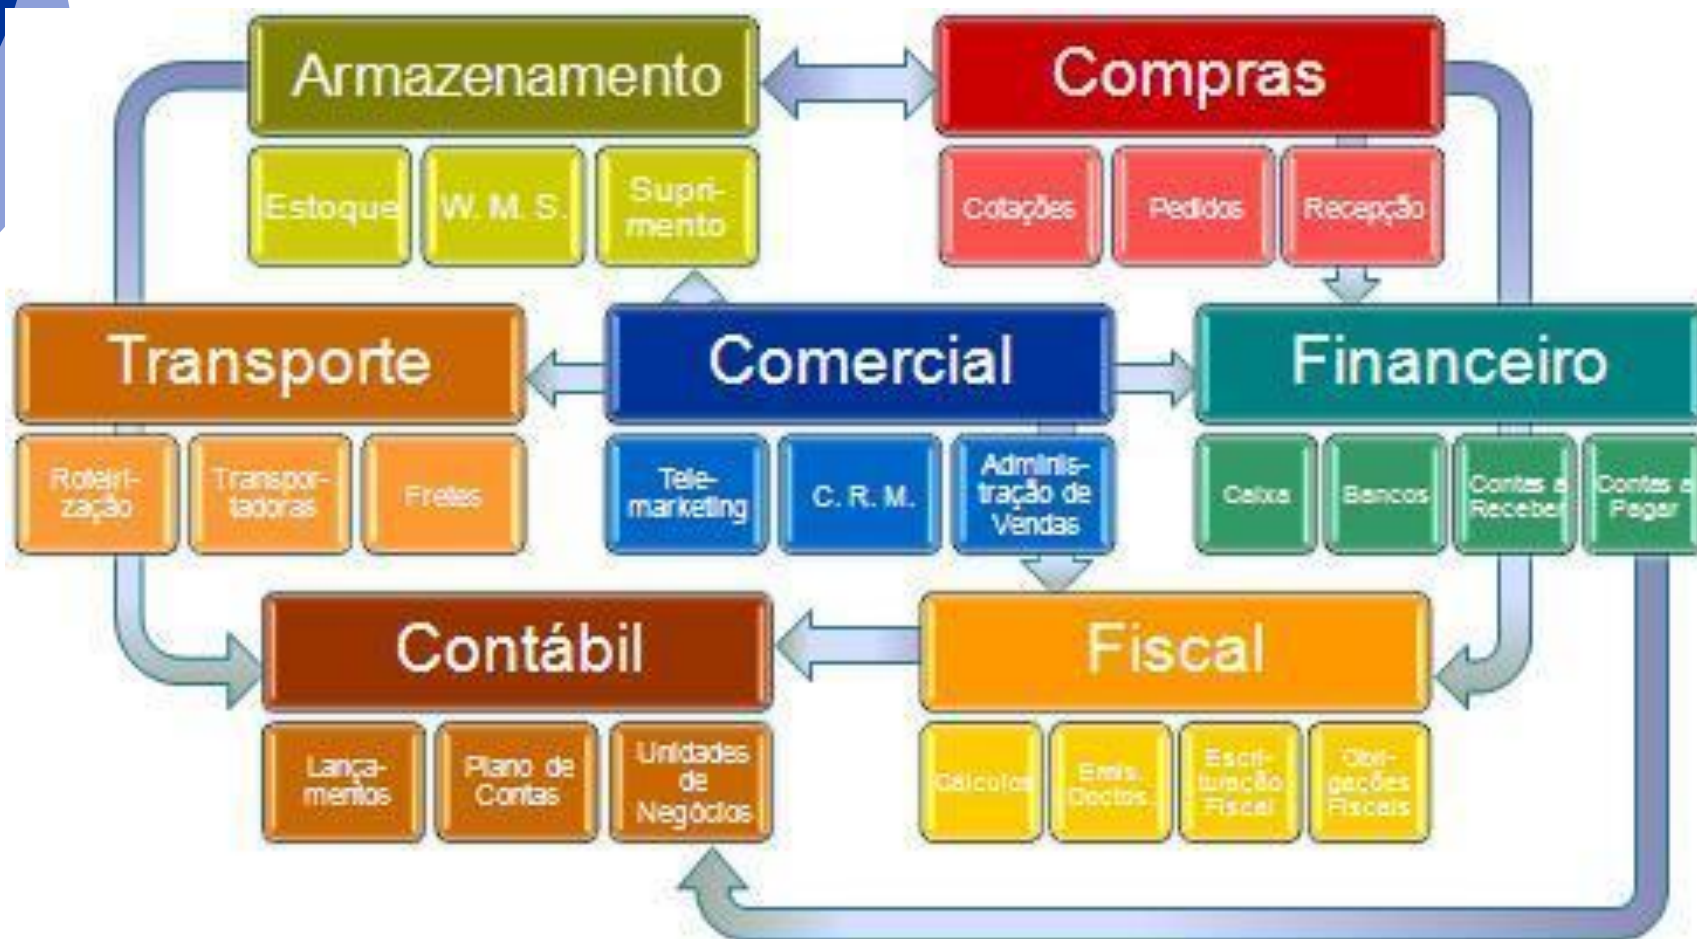 Armazenamento
Compras
Estoque
W. M. S.
Supri-
mento
Cotações
Pedidos
Recepção
Transporte
Comercial
Financeiro
Roteiri-
zação
Transpor-
tadoras
Fretes
Tele-
marketing
C. R. M.
Adminis-
tração de
Vendas
Caixa
Bancos
Contas a
Receber
Contas a
Pagar
Contábil
Fiscal
Lança-
mentos
Plano de
Contas
Unidades
de
Negócios
Cálculos
Emis.
Doctos.
Escri-
turação
Fiscal
Obri-
gações
Fiscais